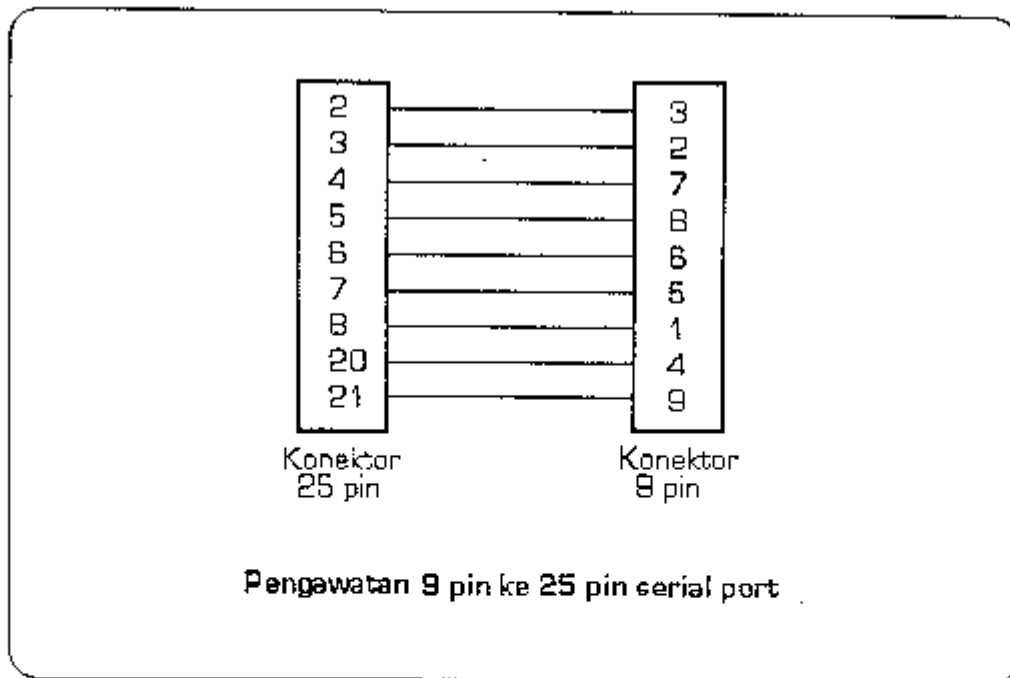 2 3
3 2
4 7
5 8
6 6
7 5
8 1
20 4
21 9
Konektor
25 pin
Konektor
9 pin
Pengawatan 9 pin ke 25 pin serial port